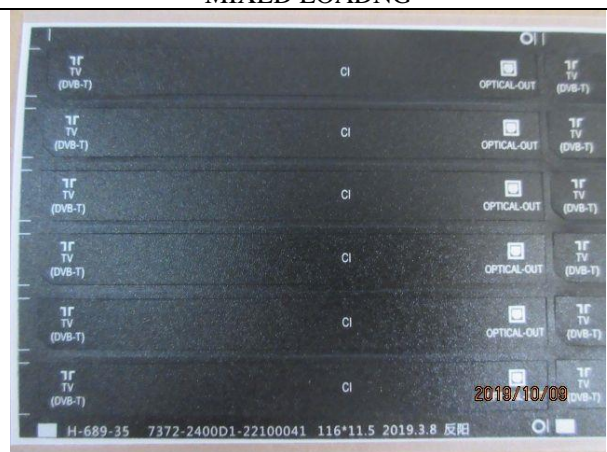 MIXED LOADNG
TV CI OPTICAL-OUT TV
(DVB-T) (DVB-T)
TV CI OPTICAL-OUT TV
(DVB-T) (DVB-T)
TV CI OPTICAL-OUT TV
(DVB-T) (DVB-T)
TV CI OPTICAL-OUT TV
(DVB-T) (DVB-T)
TV CI OPTICAL-OUT TV
(DVB-T) (DVB-T)
TV CI TV
(DVB-T) 2019/10/09
H-689-35 7372-2400D1-22100041 116*11.5 2019.3.8 反阳